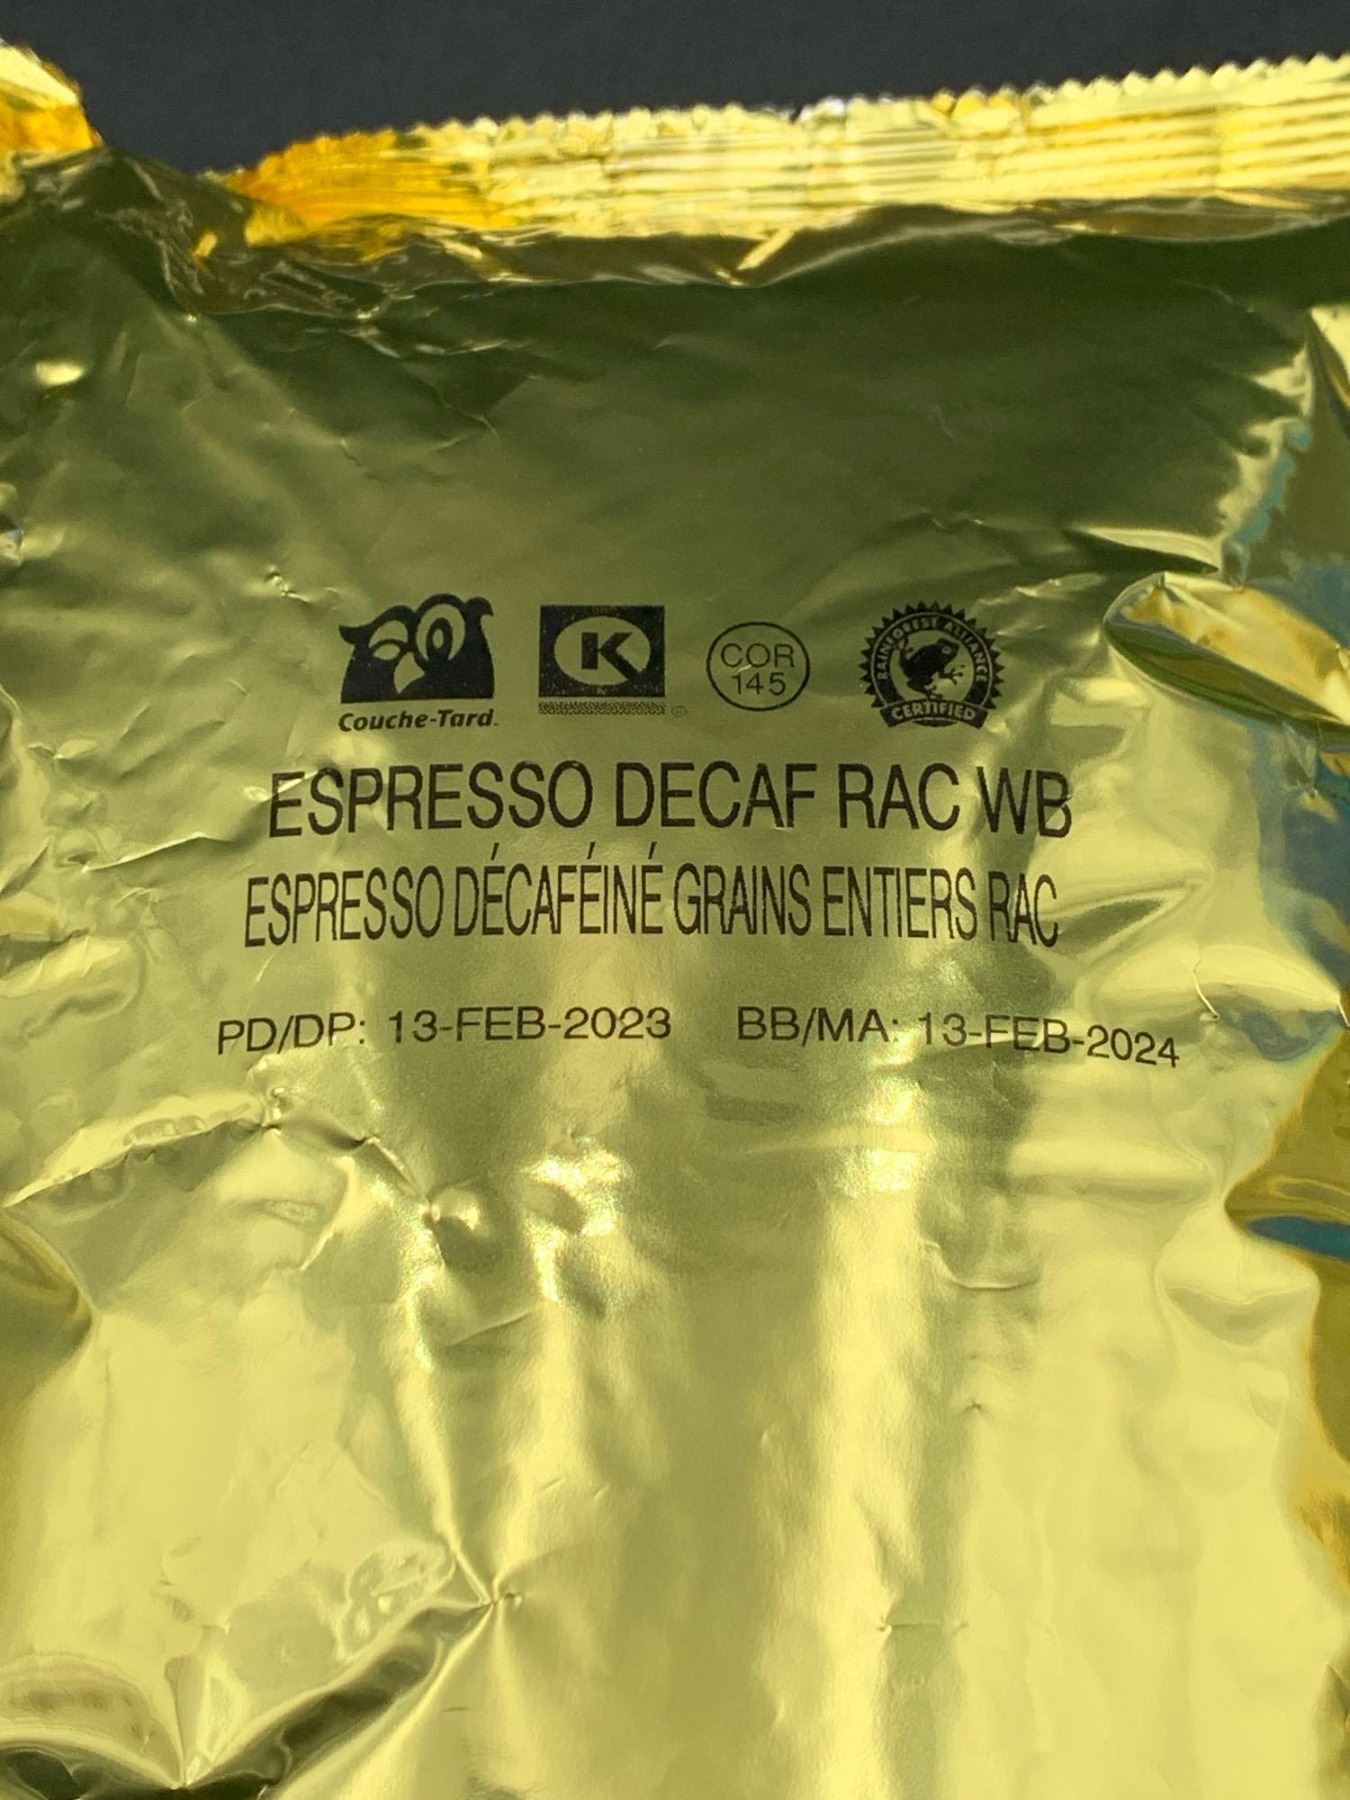 Couche-Tard
K
COR
145
RAINFOREST ALLIANCE
CERTIFIED
ESPRESSO DECAF RAC WB
ESPRESSO DÉCAFÉINÉ GRAINS ENTIERS RAC
PD/DP: 13-FEB-2023 BB/MA: 13-FEB-2024